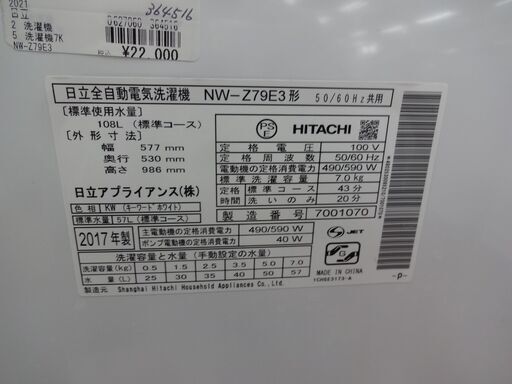 2021
日立
2 洗濯機
5 洗濯機7K
NW-Z79E3
364516
0627060 364516
¥22,000
日立全自動電気洗濯機 NW-Z79E3形 50/60Hz共用
[標準使用水量]
108L (標準コース)
[外形寸法]
幅 577 mm
奥行 530 mm
高さ 986 mm
日立アプライアンス(株)
色相 KW (キーワード ホワイト)
標準水量 57L (標準コース)
PSE
HITACHI
定格電圧 100 V
定格周波数 50/60 Hz
電動機の定格消費電力 490/590 W
標準洗濯容量 7.0 kg
定格 標準コース 43 分
時間 洗いのみ 20 分
製造番号 7001070
2017年製
主電動機の定格消費電力 490/590 W
ポンプ電動機の定格消費電力 40 W
洗濯容量と水量 (手動設定の水量)
洗濯容量(kg) 0.5 1.5 2.5 3.5 5.0 7.0
水量(L) 25 30 35 40 50 57
製造元 Shanghai Hitachi Household Appliances Co., Ltd.
S JET
G
MADE IN CHINA
1CH6E3173-A
-p-